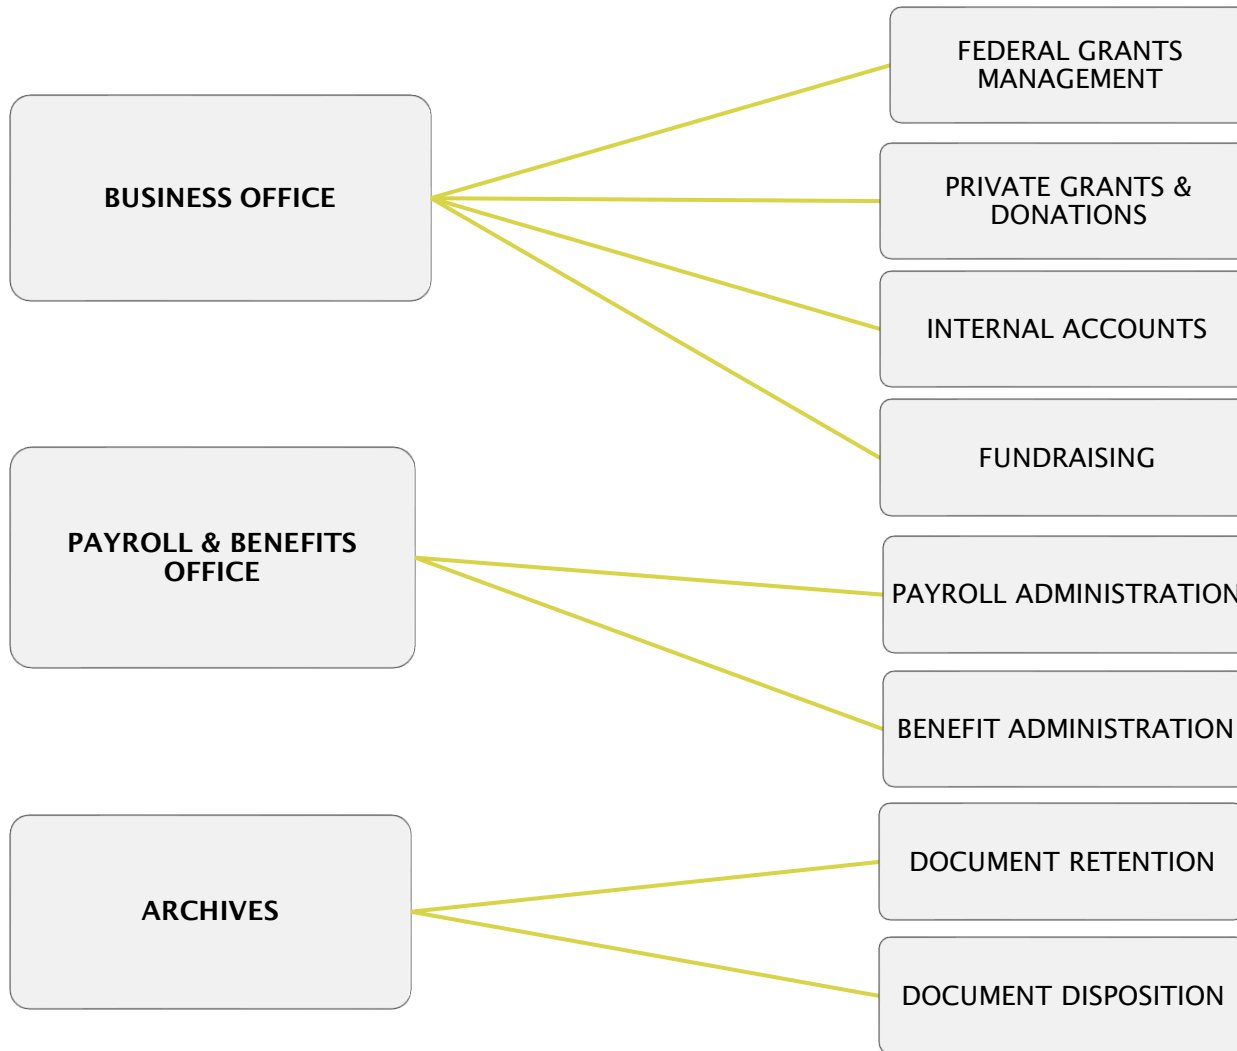 BUSINESS OFFICE
FEDERAL GRANTS
MANAGEMENT
PRIVATE GRANTS &
DONATIONS
INTERNAL ACCOUNTS
FUNDRAISING
PAYROLL & BENEFITS
OFFICE
PAYROLL ADMINISTRATION
BENEFIT ADMINISTRATION
ARCHIVES
DOCUMENT RETENTION
DOCUMENT DISPOSITION